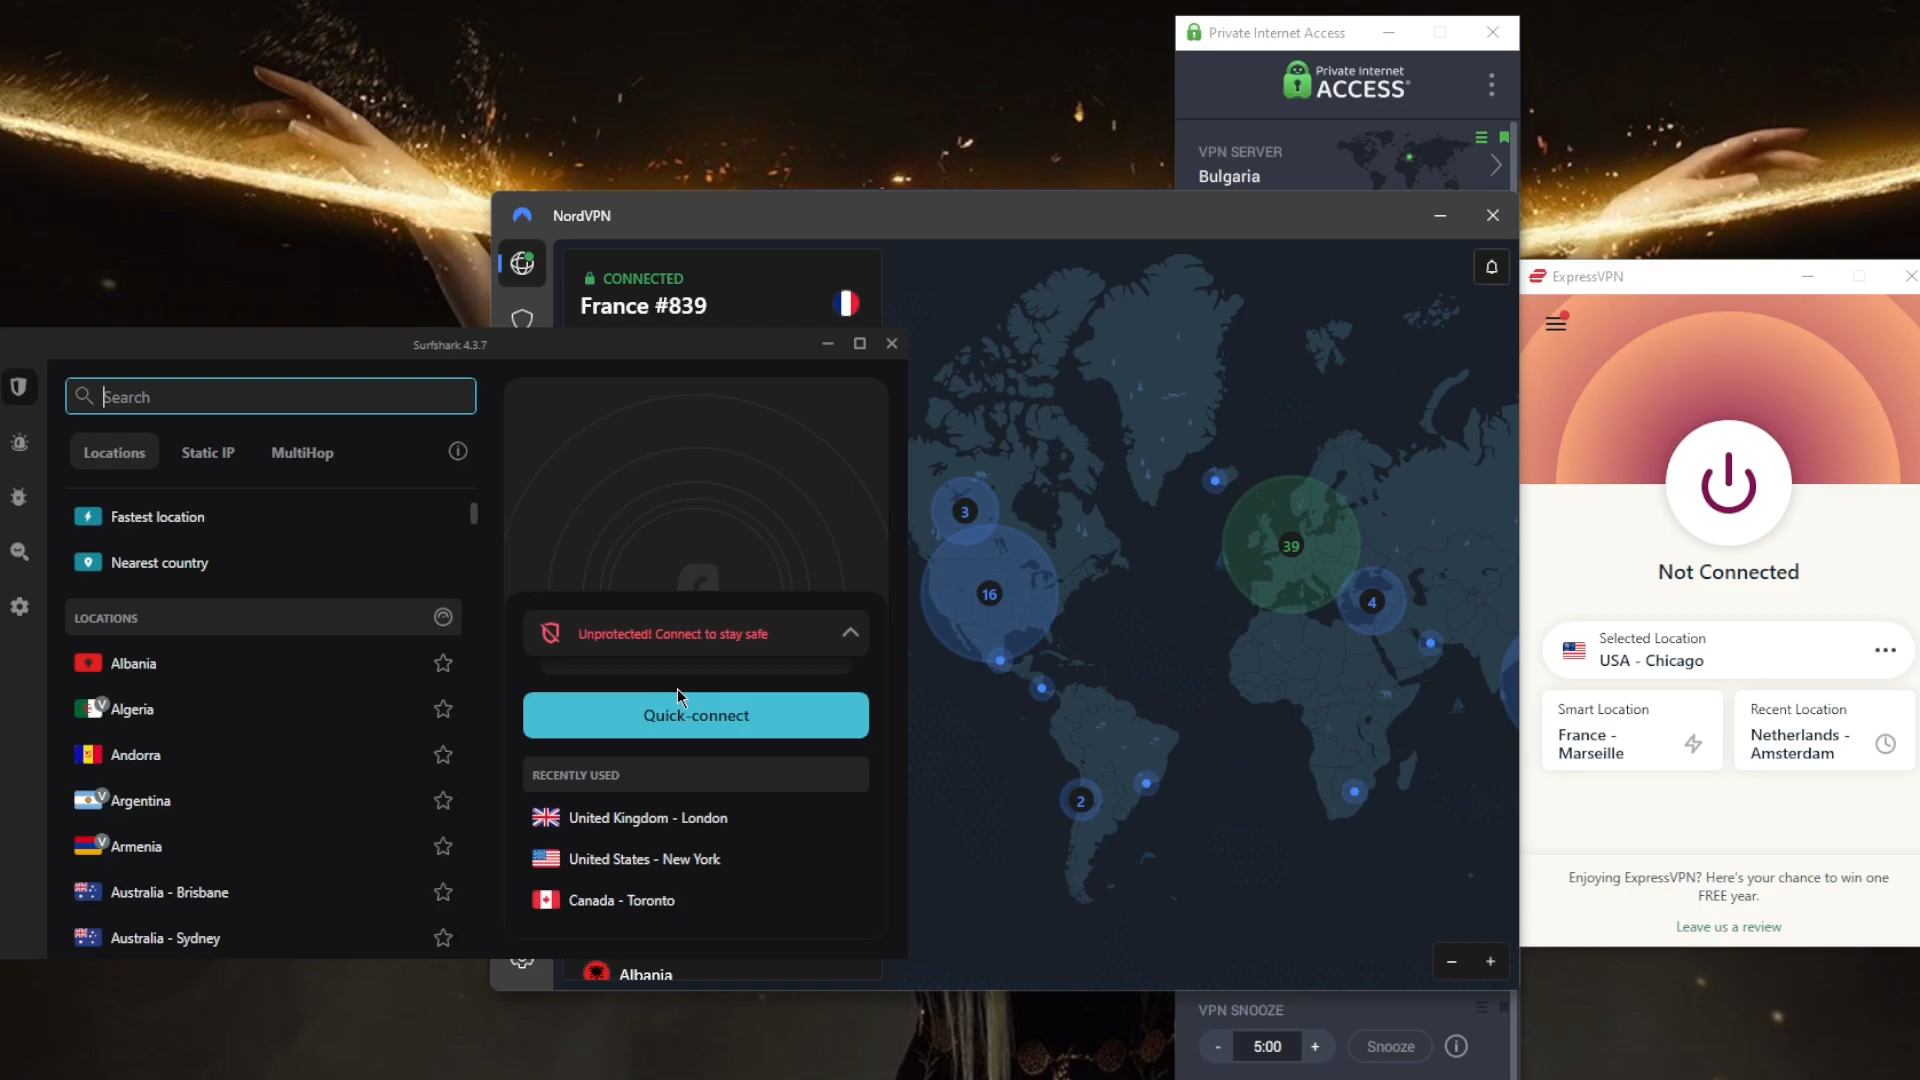 Private Internet Access
Private Internet
ACCESS®
VPN SERVER
Bulgaria
NordVPN
CONNECTED
France #839
ExpressVPN
Surfshark 4.3.7
Search
Locations
Static IP
MultiHop
Fastest location
Nearest country
LOCATIONS
Albania
V
Algeria
Andorra
V
Argentina
V
Armenia
Australia - Brisbane
Australia - Sydney
Unprotected! Connect to stay safe
Quick-connect
RECENTLY USED
United Kingdom - London
United States - New York
Canada - Toronto
3
16
39
4
2
Albania
- +
Not Connected
Selected Location
USA - Chicago
Smart Location
France -
Marseille
Recent Location
Netherlands -
Amsterdam
Enjoying ExpressVPN? Here's your chance to win one
FREE year.
Leave us a review
VPN SNOOZE
- 5:00 +
Snooze